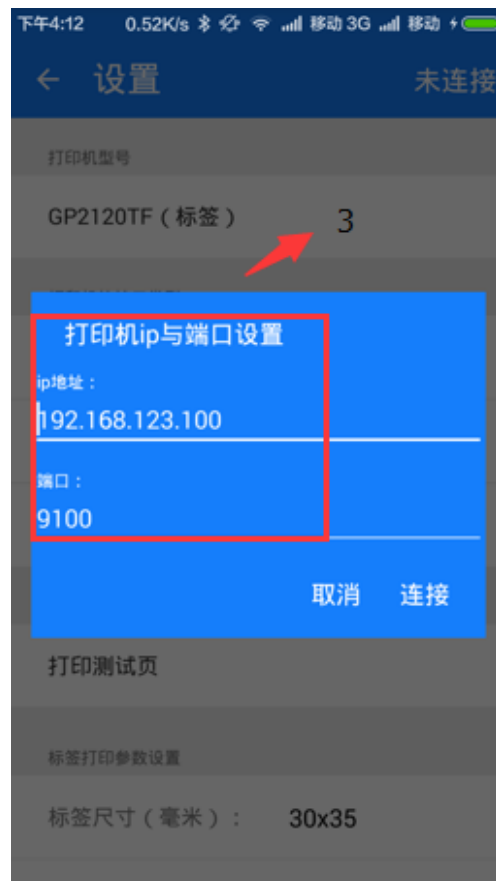 下午4:12 0.52K/s 移动 3G 移动
← 设置 未连接
打印机型号
GP2120TF ( 标签 ) 3
打印机ip与端口设置
ip地址：
192.168.123.100
端口：
9100
取消 连接
打印测试页
标签打印参数设置
标签尺寸 ( 毫米 ) ： 30x35